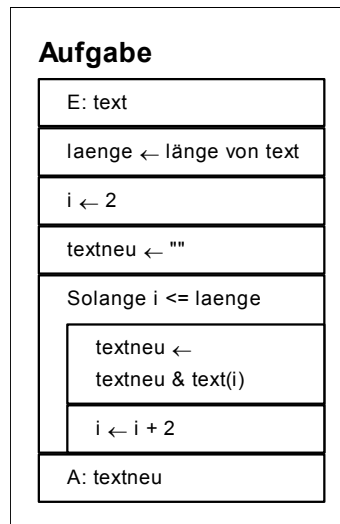 Aufgabe
E: text
laenge ← länge von text
i ← 2
textneu ← ""
Solange i <= laenge
textneu ←
textneu & text(i)
i ← i + 2
A: textneu